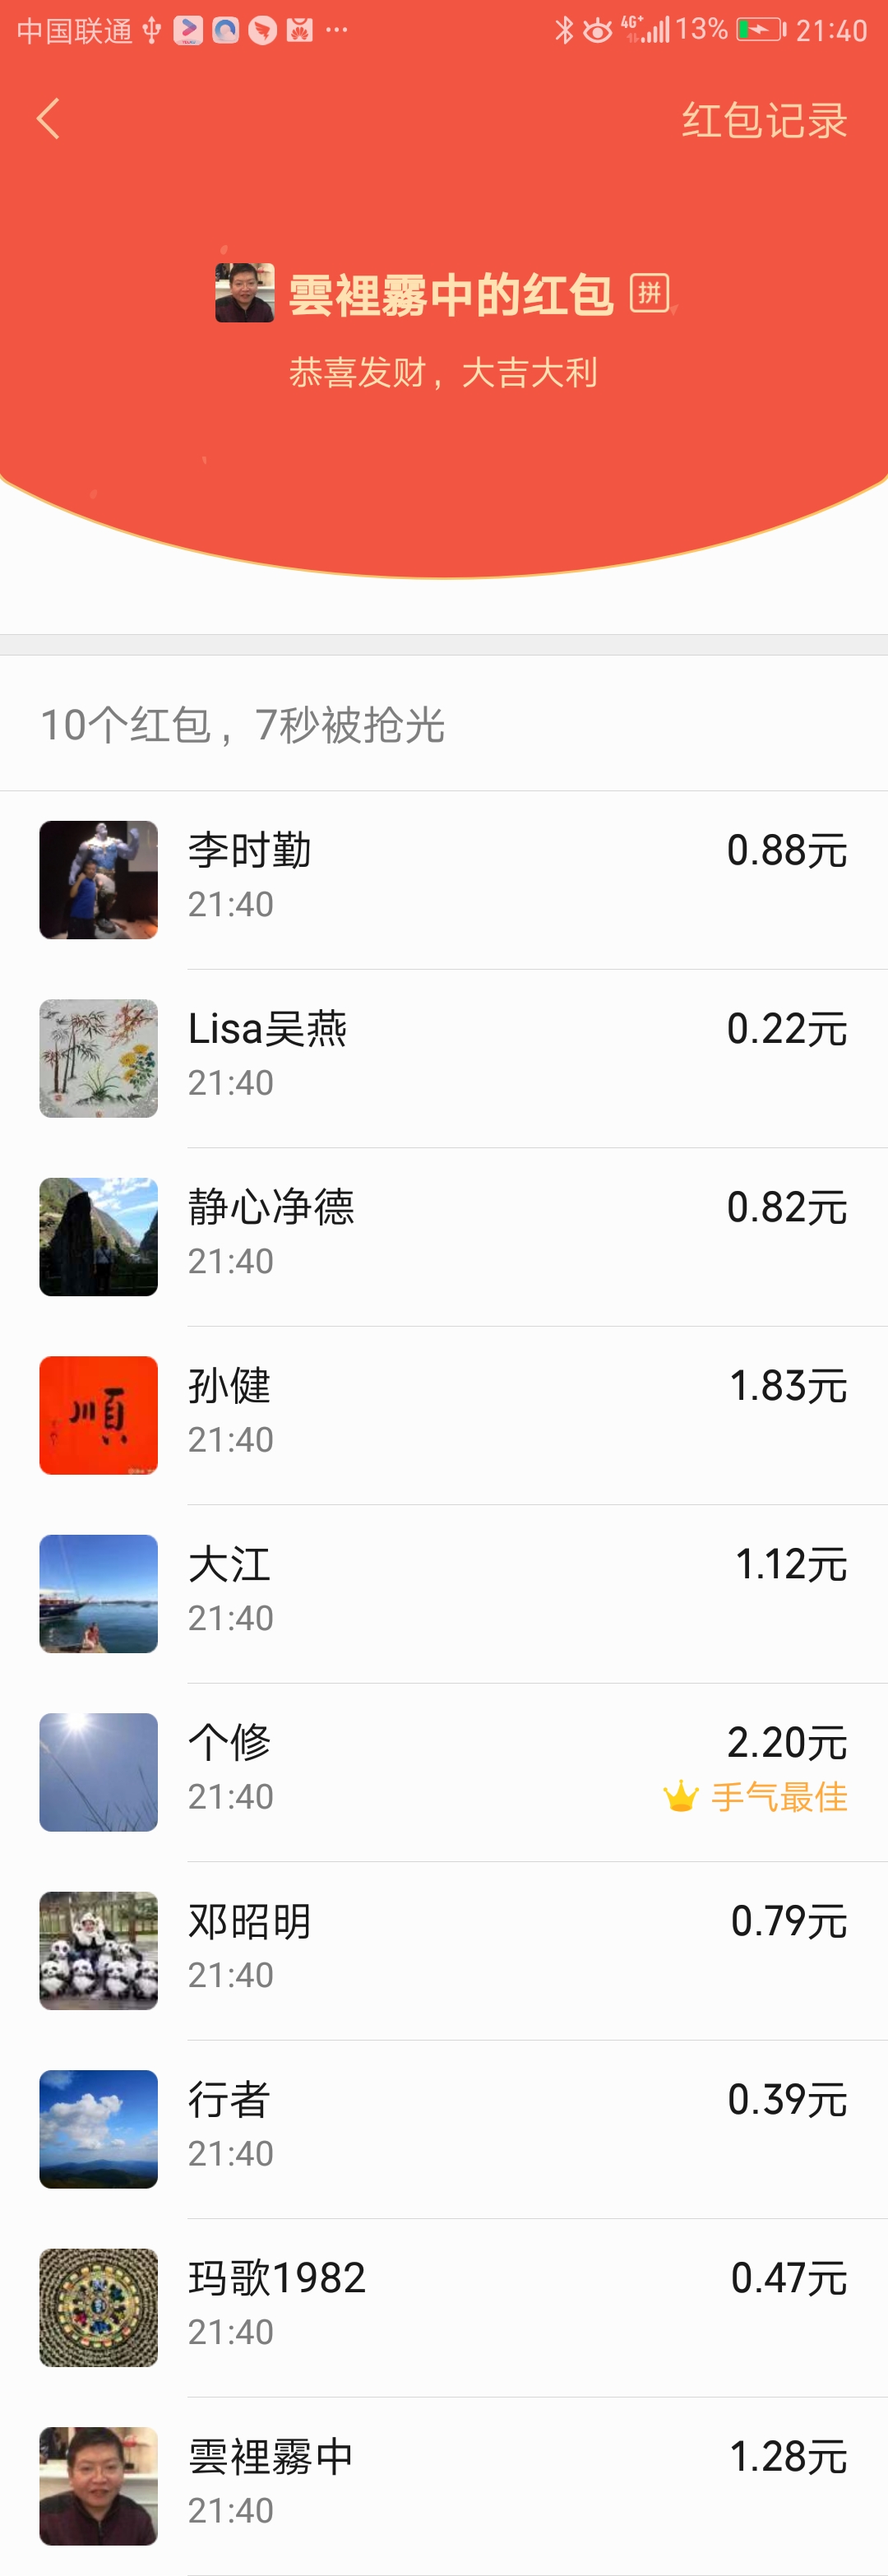 中国联通 ··· 4G+ 13% 21:40
红包记录
雲裡霧中的红包 拼
恭喜发财，大吉大利
10个红包，7秒被抢光
李时勤 0.88元
21:40
Lisa吴燕 0.22元
21:40
静心净德 0.82元
21:40
孙健 1.83元
21:40
順
大江 1.12元
21:40
个修 2.20元
21:40 手气最佳
邓昭明 0.79元
21:40
行者 0.39元
21:40
玛歌1982 0.47元
21:40
雲裡霧中 1.28元
21:40